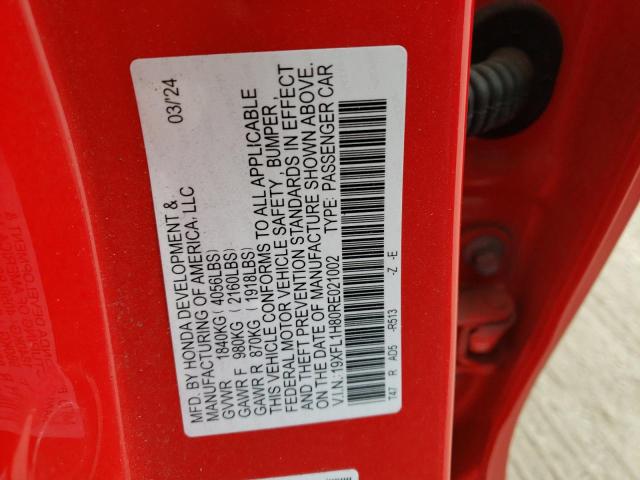 MFD. BY HONDA DEVELOPMENT & 03/'24
MANUFACTURING OF AMERICA, LLC
GVWR 1840KG(4056LBS)
GAWR F 980KG (2160LBS)
GAWR R 870KG (1918LBS)
THIS VEHICLE CONFORMS TO ALL APPLICABLE
FEDERAL MOTOR VEHICLE SAFETY, BUMPER,
AND THEFT PREVENTION STANDARDS IN EFFECT
ON THE DATE OF MANUFACTURE SHOWN ABOVE.
V.I.N.: 19XFL1H80RE021002 TYPE: PASSENGER CAR
T47 R AD5 -R513 -Z -E